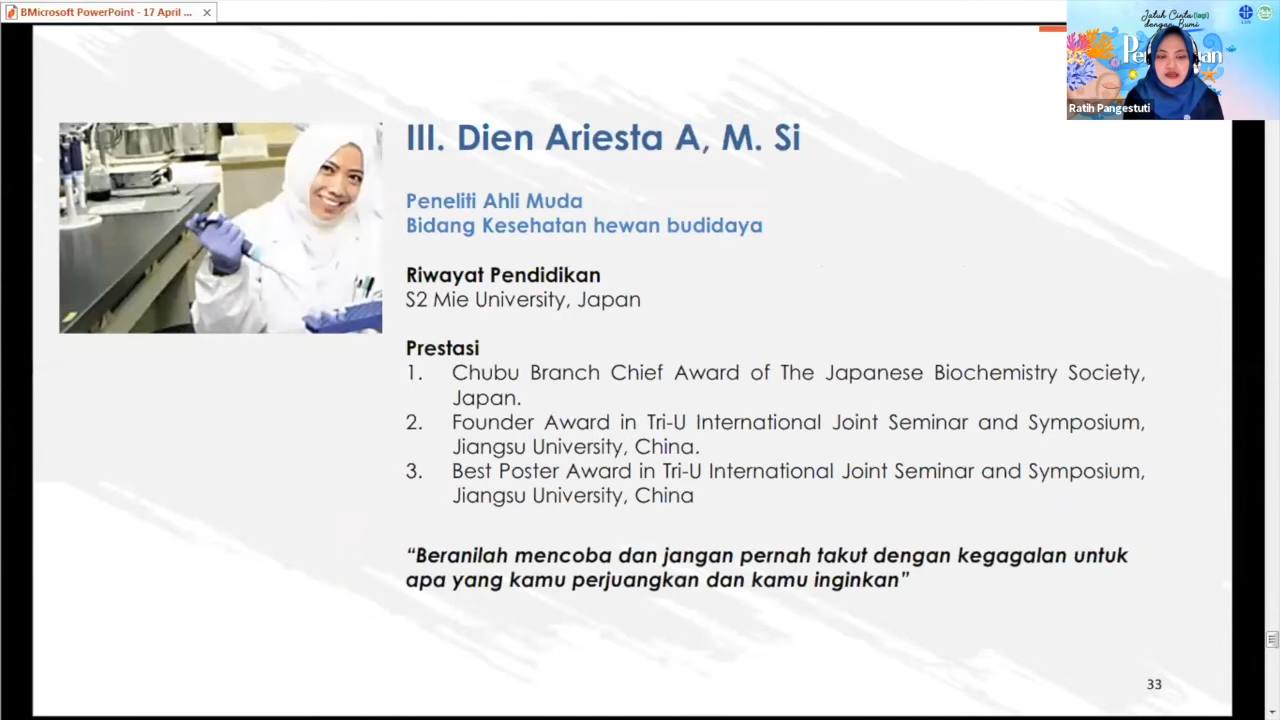 BMicrosoft PowerPoint - 17 April ...
Jatuh Cinta (lagi)
dengan Bumi
Ratih Pangestuti
III. Dien Ariesta A, M. Si
Peneliti Ahli Muda
Bidang Kesehatan hewan budidaya
Riwayat Pendidikan
S2 Mie University, Japan
Prestasi
1. Chubu Branch Chief Award of The Japanese Biochemistry Society,
Japan.
2. Founder Award in Tri-U International Joint Seminar and Symposium,
Jiangsu University, China.
3. Best Poster Award in Tri-U International Joint Seminar and Symposium,
Jiangsu University, China
“Beranilah mencoba dan jangan pernah takut dengan kegagalan untuk
apa yang kamu perjuangkan dan kamu inginkan”
33